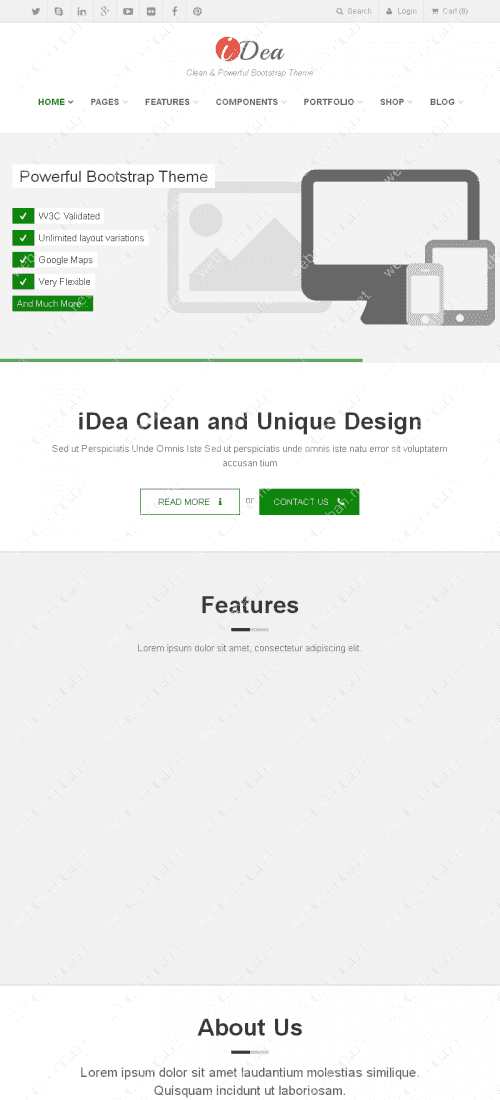 Search Login Cart (8)
iDea
Clean & Powerful Bootstrap Theme
HOME PAGES FEATURES COMPONENTS PORTFOLIO SHOP BLOG
Powerful Bootstrap Theme
W3C Validated
Unlimited layout variations
Google Maps
Very Flexible
And Much More
iDea Clean and Unique Design
Sed ut Perspiciatis Unde Omnis Iste Sed ut perspiciatis unde omnis iste natu error sit voluptatem
accusan tium
READ MORE or CONTACT US
Features
Lorem ipsum dolor sit amet, consectetur adipiscing elit.
About Us
Lorem ipsum dolor sit amet laudantium molestias similique.
Quisquam incidunt ut laboriosam.